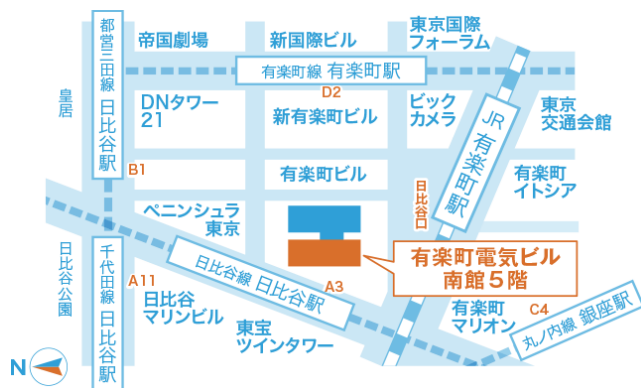 帝国劇場
新国際ビル
東京国際
フォーラム
都営三田線 日比谷駅
有楽町線 有楽町駅
D2
皇居
DNタワー
21
新有楽町ビル
ビック
カメラ
JR
有楽町駅
東京
交通会館
B1
有楽町ビル
日比谷口
有楽町
イトシア
ペニンシュラ
東京
日比谷公園
千代田線 日比谷駅
A11
日比谷線 日比谷駅
A3
有楽町電気ビル
南館5階
日比谷
マリンビル
東宝
ツインタワー
有楽町
マリオン
C4
丸ノ内線 銀座駅
N